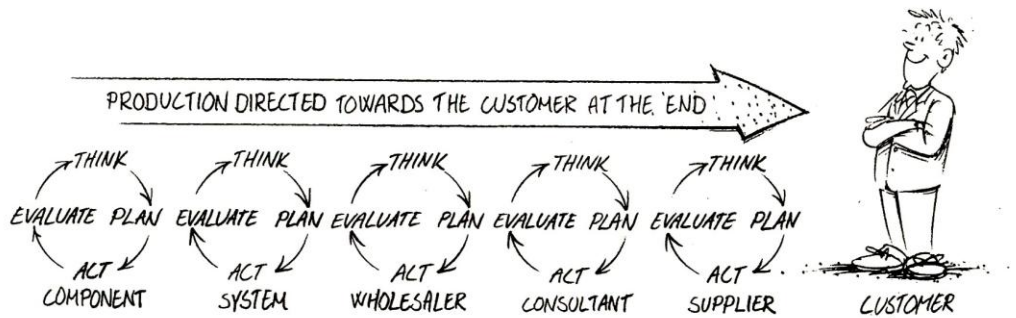 PRODUCTION DIRECTED TOWARDS THE CUSTOMER AT THE END
THINK THINK THINK THINK THINK
EVALUATE PLAN EVALUATE PLAN EVALUATE PLAN EVALUATE PLAN EVALUATE PLAN
ACT ACT ACT ACT ACT
COMPONENT SYSTEM WHOLESALER CONSULTANT SUPPLIER CUSTOMER